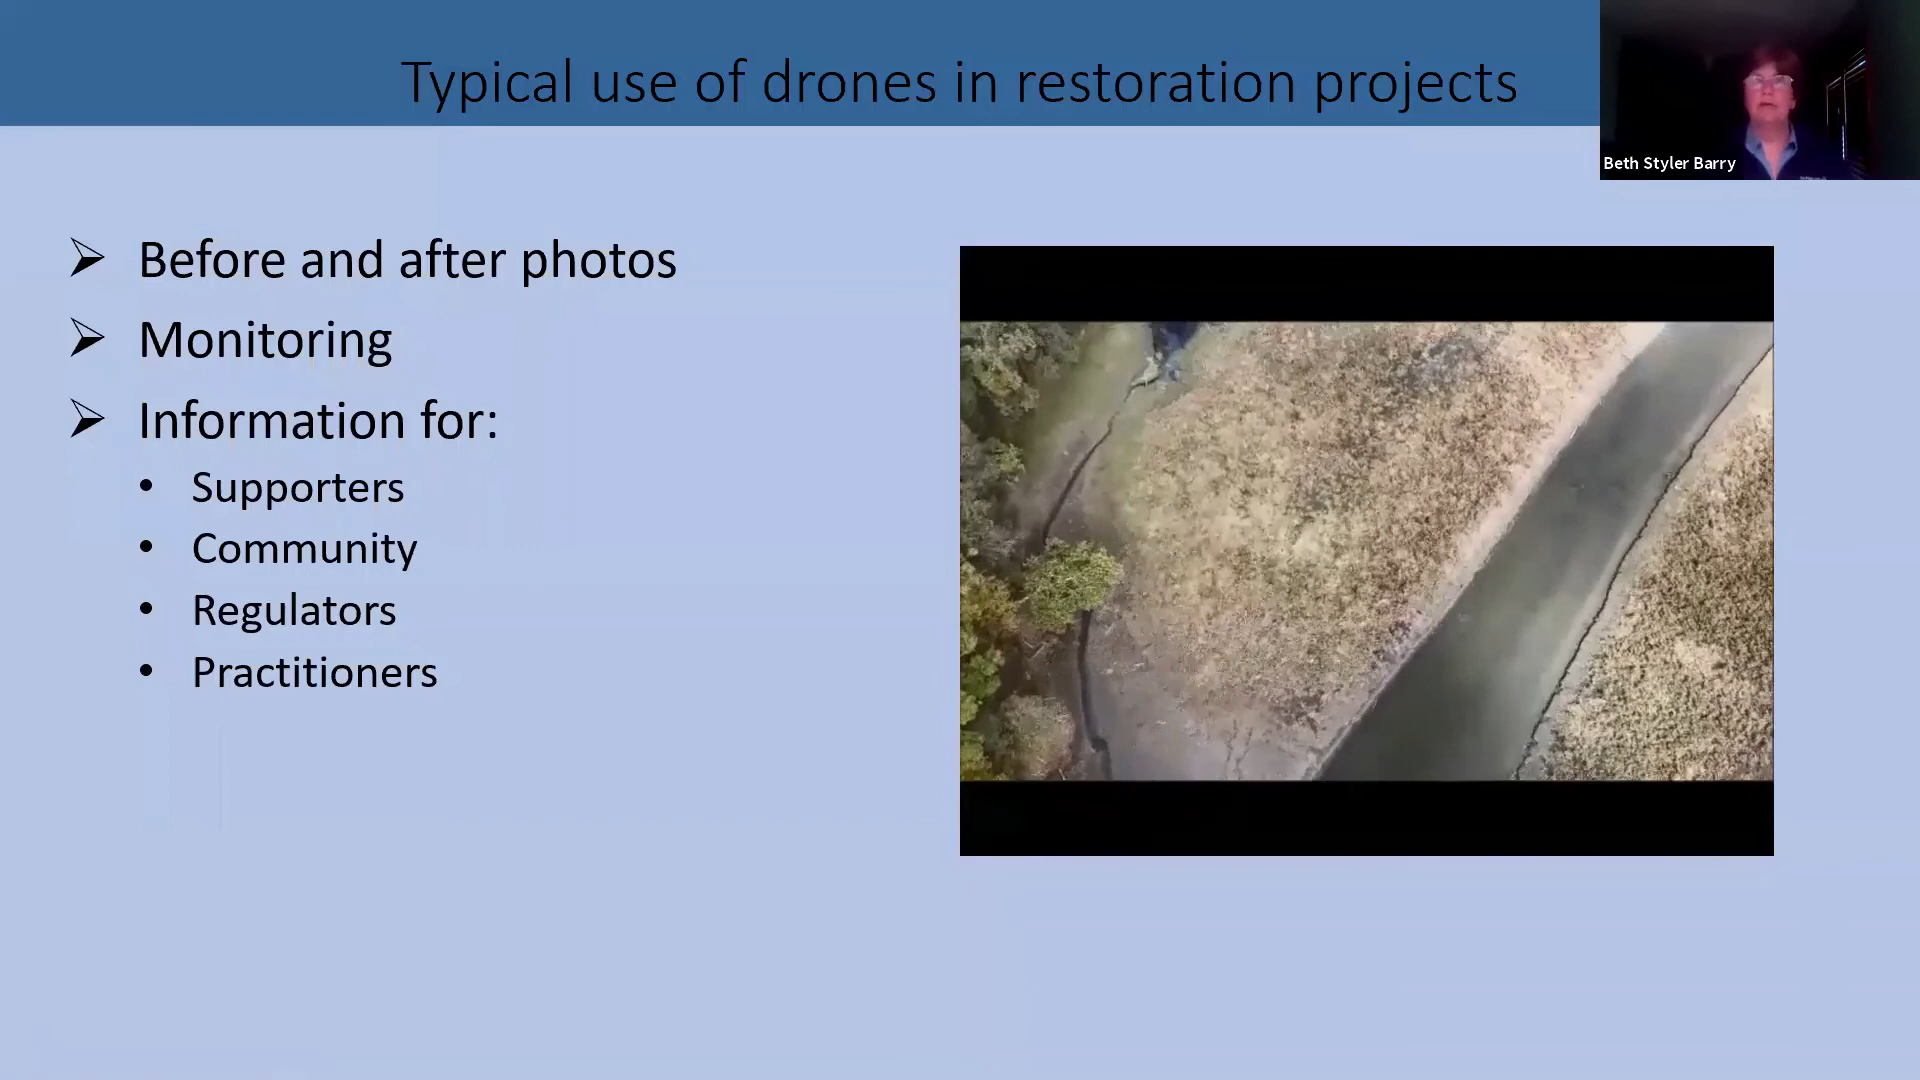 Typical use of drones in restoration projects
Beth Styler Barry
➢ Before and after photos
➢ Monitoring
➢ Information for:
• Supporters
• Community
• Regulators
• Practitioners